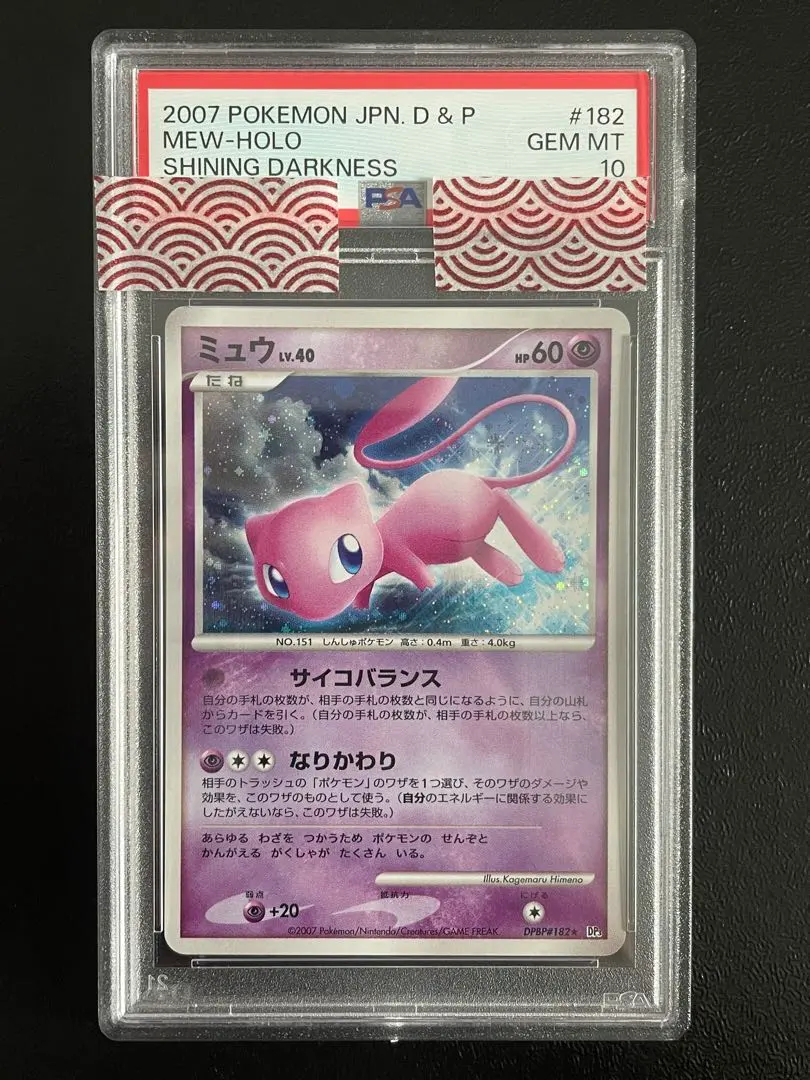 2007 POKEMON JPN. D & P #182
MEW-HOLO GEM MT
SHINING DARKNESS 10
PSA
ミュウ LV.40 HP60
たね
NO.151 しんしゅポケモン 高さ:0.4m 重さ:4.0kg
サイコバランス
自分の手札の枚数が、相手の手札の枚数と同じになるように、自分の山札
からカードを引く。(自分の手札の枚数が、相手の手札の枚数以上なら、
このワザは失敗。)
なりかわり
相手のトラッシュの「ポケモン」のワザを1つ選び、そのワザのダメージや
効果を、このワザのものとして使う。(自分のエネルギーに関係する効果に
したがえないなら、このワザは失敗。)
あらゆる わざを つかうため ポケモンの せんぞと
かんがえる がくしゃが たくさん いる。
Illus.Kagemaru Himeno
弱点 抵抗力 にげる
+20
©2007 Pokémon/Nintendo/Creatures/GAME FREAK DPBP#182★
PSA